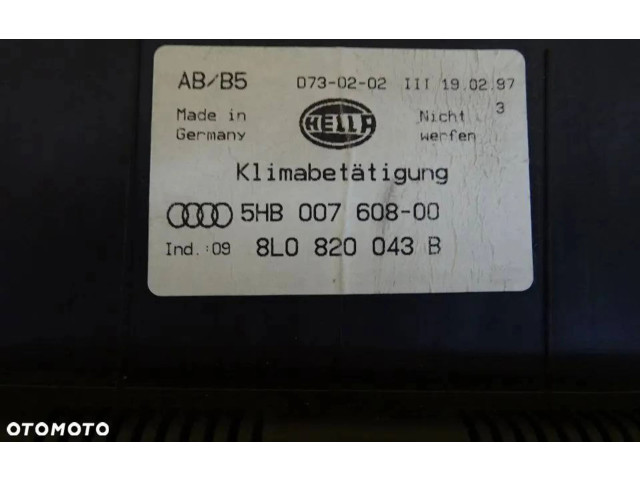 AB/B5 073-02-02 III 19.02.97
3
Made in HELLA Nicht
Germany werfen
Klimabetätigung
5HB 007 608-00
Ind.:09 8L0 820 043 B
OTOMOTO